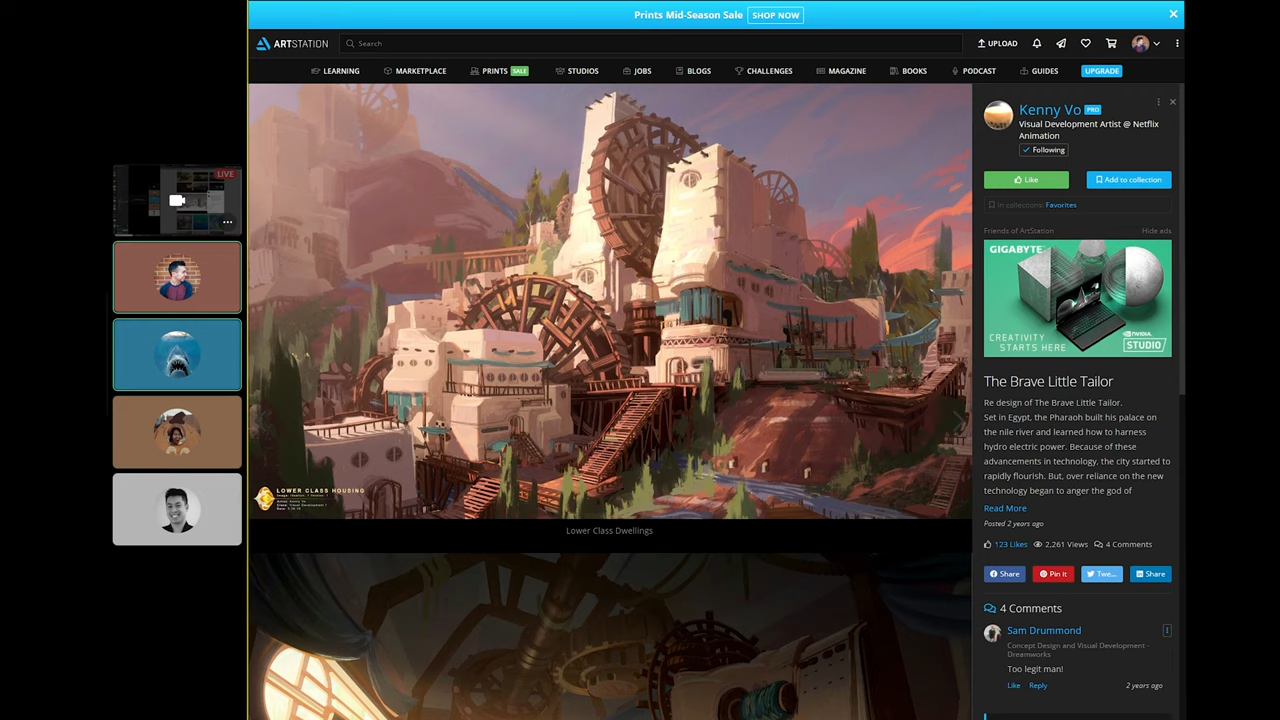 Prints Mid-Season Sale SHOP NOW
ARTSTATION
Search
UPLOAD
LEARNING
MARKETPLACE
PRINTS SALE
STUDIOS
JOBS
BLOGS
CHALLENGES
MAGAZINE
BOOKS
PODCAST
GUIDES
UPGRADE
LIVE
LOWER CLASS HOUSING
Lower Class Dwellings
Kenny Vo PRO
Visual Development Artist @ Netflix
Animation
Following
Like
Add to collection
In collections: Favorites
Friends of ArtStation
Hide ads
GIGABYTE
CREATIVITY
STARTS HERE
NVIDIA
STUDIO
The Brave Little Tailor
Re design of The Brave Little Tailor.
Set in Egypt, the Pharaoh built his palace on
the nile river and learned how to harness
hydro electric power. Because of these
advancements in technology, the city started to
rapidly flourish. But, over reliance on the new
technology began to anger the god of
Read More
Posted 2 years ago
123 Likes 2,261 Views 4 Comments
Share
Pin it
Twe...
Share
4 Comments
Sam Drummond
Concept Design and Visual Development -
Dreamworks
Too legit man!
Like Reply 2 years ago